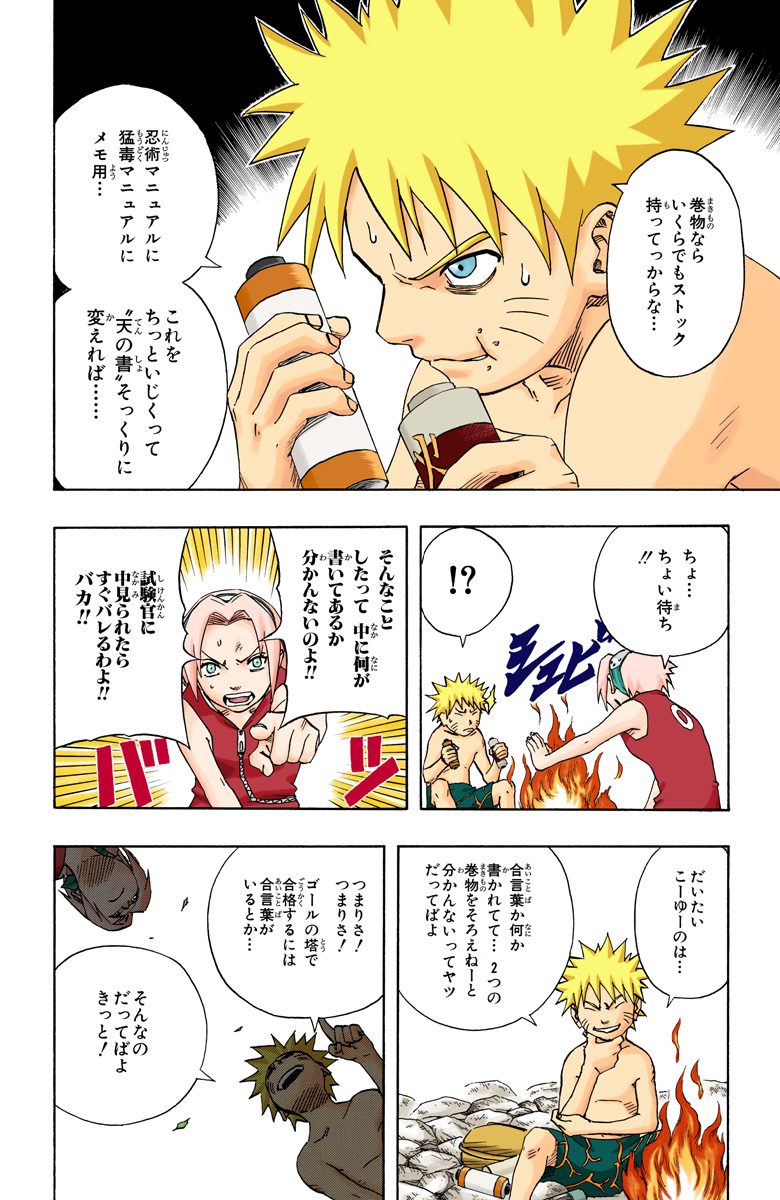 巻物なら
いくらでもストック
持ってっからな…
忍術マニュアルに
猛毒マニュアルに
メモ用…
これを
ちっといじくって
〝天の書〟そっくりに
変えれば………
ちょ…
ちょい待ち
!!
!?
シュビッ
そんなこと
したって 中に何が
書いてあるか
分かんないのよ!!
試験官に
中見られたら
すぐバレるわよ!!
バカ!!
バッ
だいたい
こーゆーのは…
合言葉か何か
書かれてて… 2つの
巻物をそろえねーと
分かんないってヤツ
だってばよ
つまりさ!
つまりさ!
ゴールの塔で
合格するには
合言葉が
いるとか…
そんなの
だってばよ
きっと!